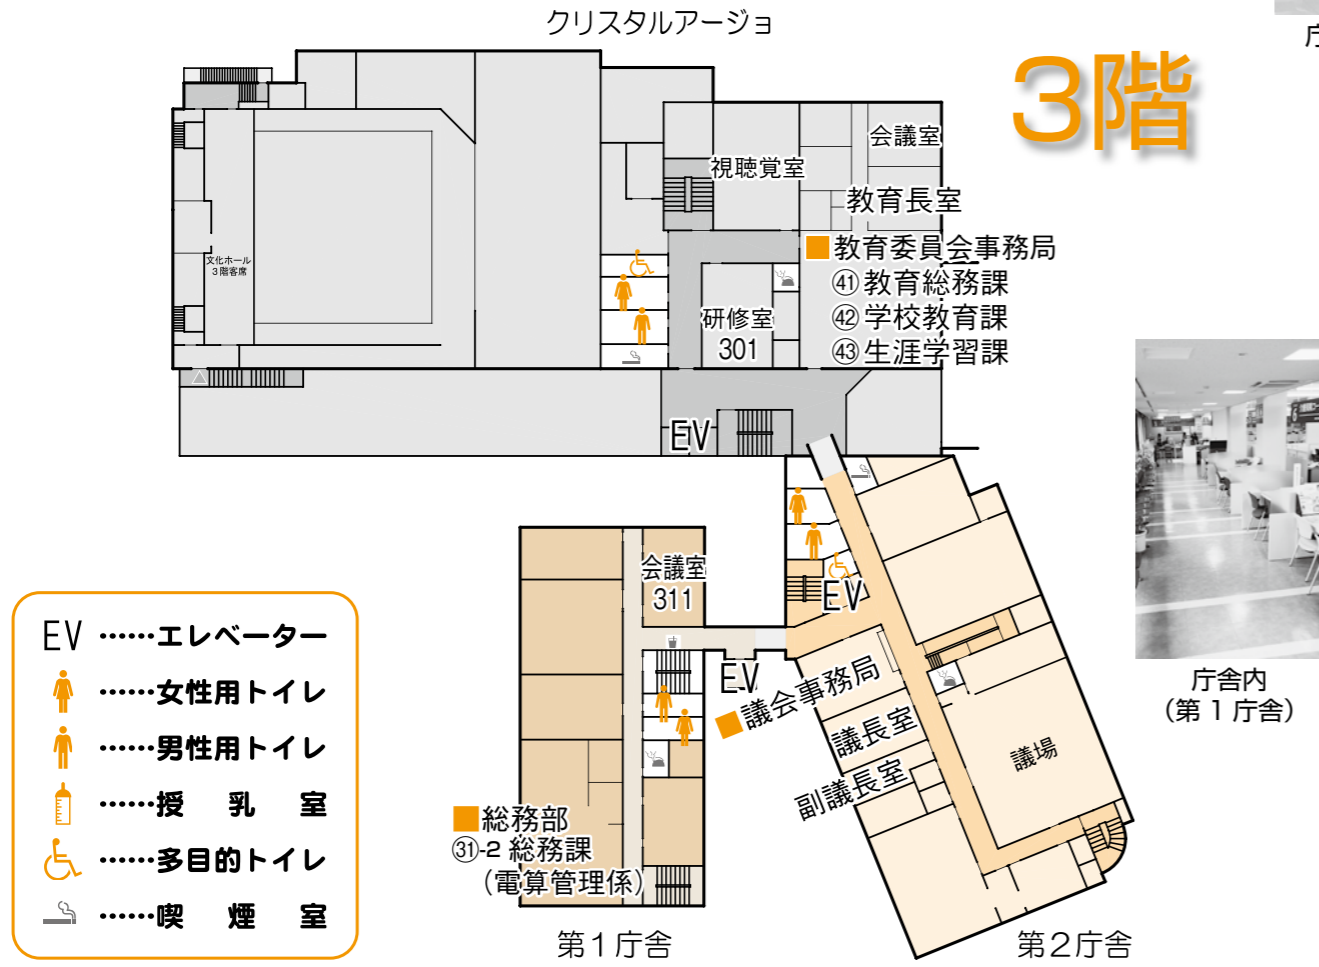 クリスタルアージョ
庁
3階
会議室
視聴覚室
教育長室
■教育委員会事務局
㊶教育総務課
㊷学校教育課
㊸生涯学習課
文化ホール
3階客席
研修室
301
EV
会議室
311
EV
EV
■議会事務局
議長室
副議長室
議場
■総務部
㉛-2 総務課
(電算管理係)
第1庁舎
第2庁舎
庁舎内
(第1庁舎)
EV ……エレベーター
……女性用トイレ
……男性用トイレ
……授乳室
……多目的トイレ
……喫煙室